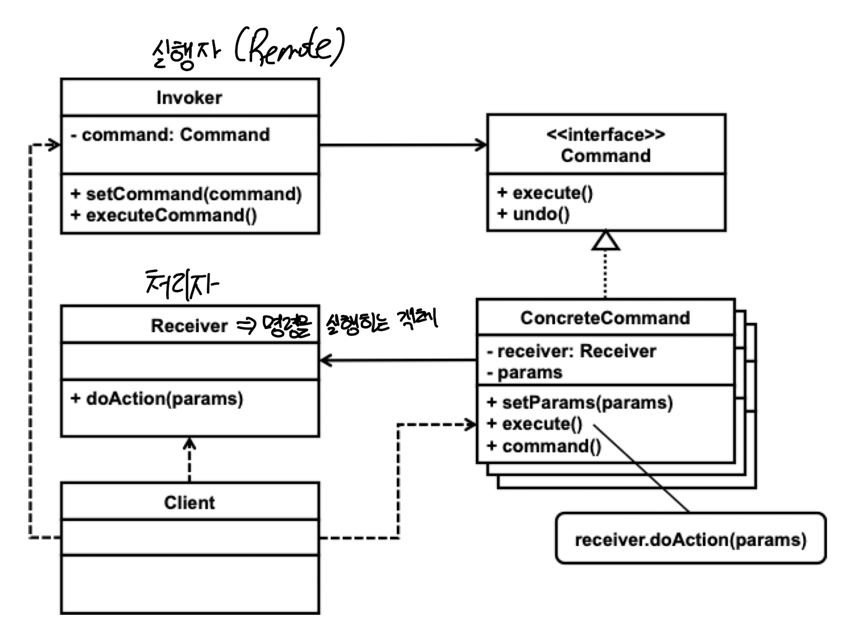 실행자 (Remote)
Invoker
- command: Command
+ setCommand(command)
+ executeCommand()
<<interface>>
Command
+ execute()
+ undo()
처리자
Receiver ⇒ 명령을 실행하는 객체
+ doAction(params)
ConcreteCommand
- receiver: Receiver
- params
+ setParams(params)
+ execute()
+ command()
Client
receiver.doAction(params)